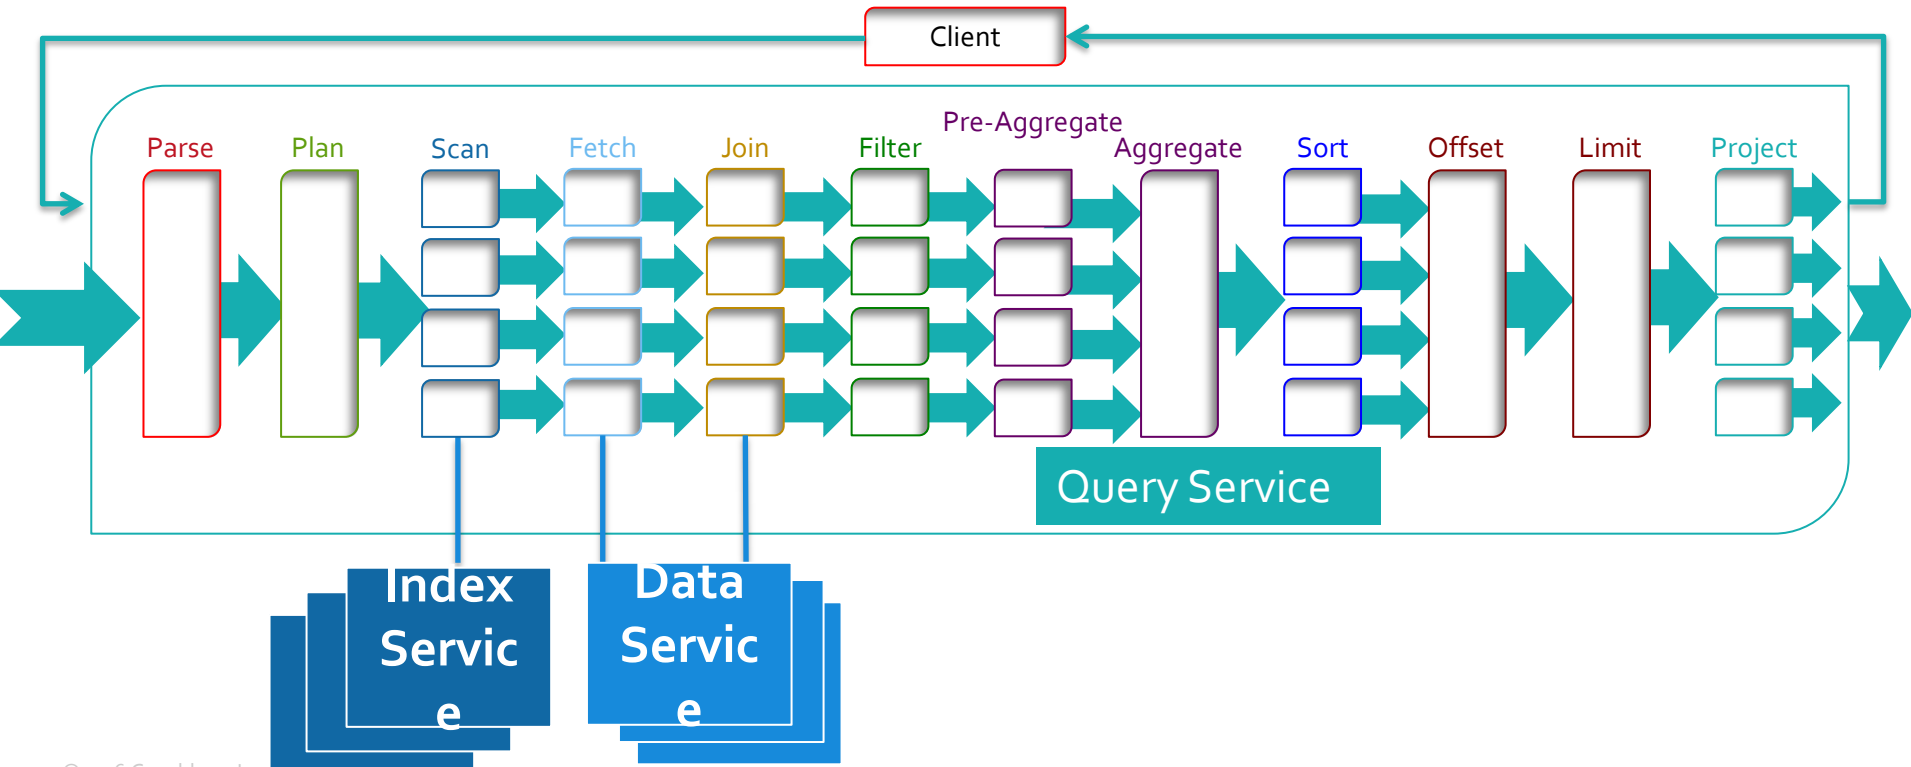 Client
Pre-Aggregate
Parse Plan Scan Fetch Join Filter Aggregate Sort Offset Limit Project
Query Service
Index
Servic
e
Data
Servic
e